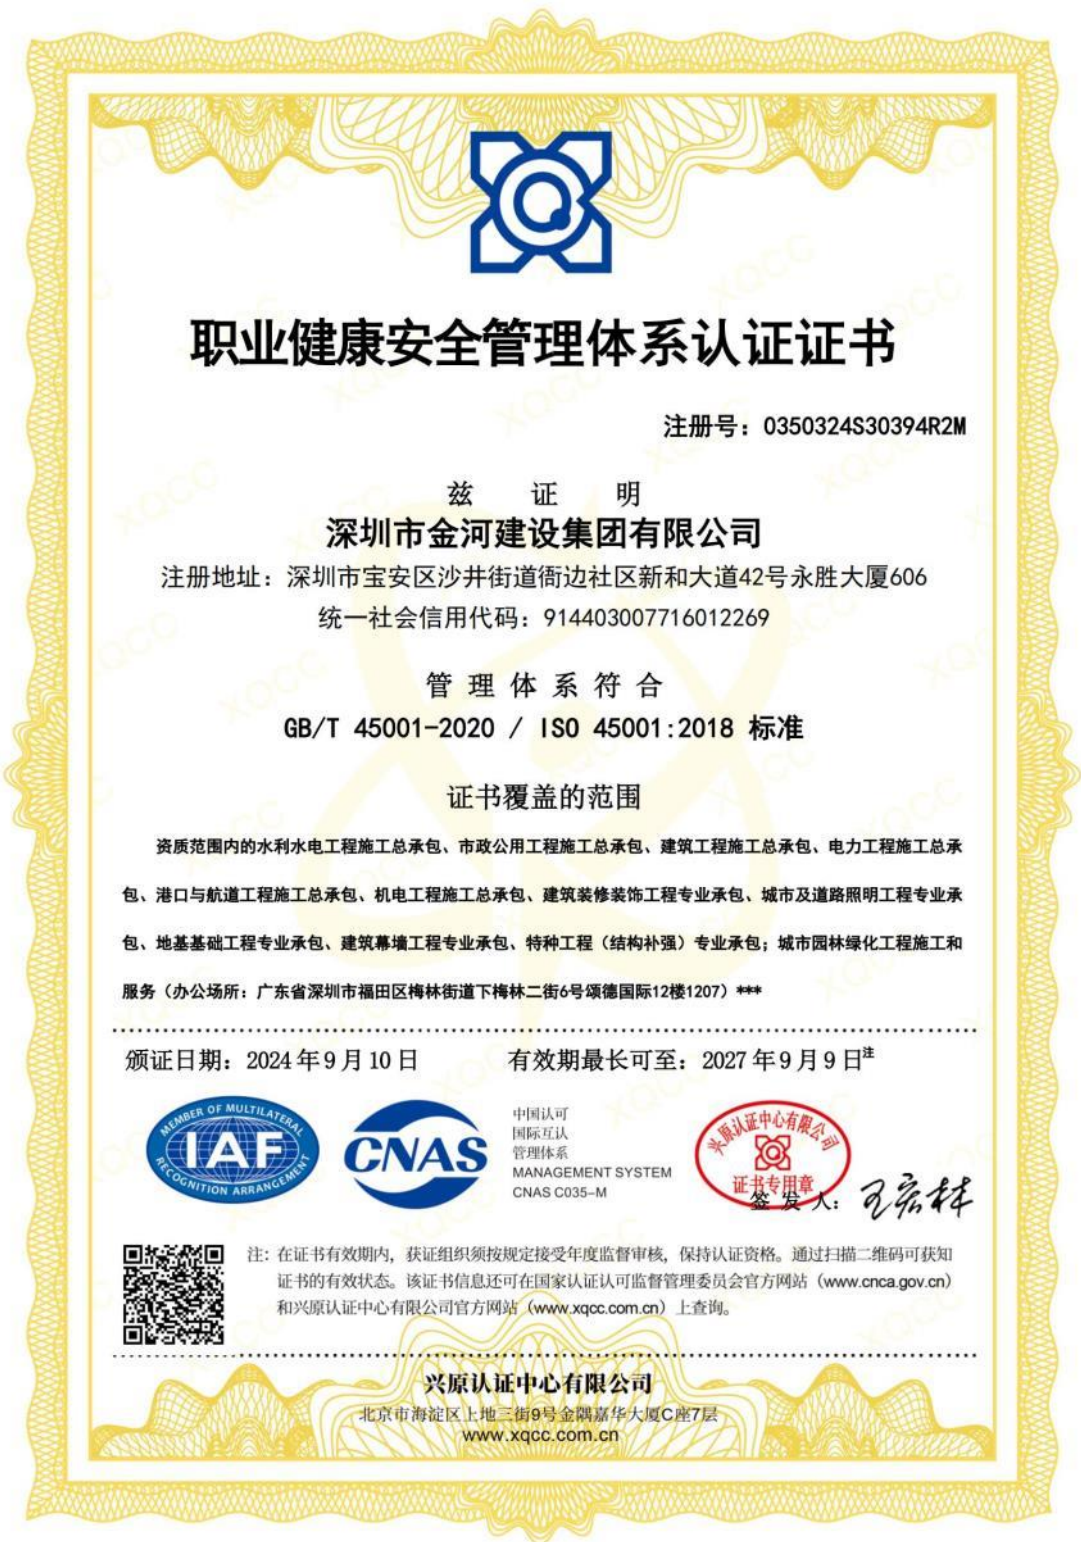 职业健康安全管理体系认证证书
注册号：0350324S30394R2M
兹 证 明
深圳市金河建设集团有限公司
注册地址：深圳市宝安区沙井街道衙边社区新和大道42号永胜大厦606
统一社会信用代码：914403007716012269
管 理 体 系 符 合
GB/T 45001-2020 / ISO 45001:2018 标准
证书覆盖的范围
资质范围内的水利水电工程施工总承包、市政公用工程施工总承包、建筑工程施工总承包、电力工程施工总承
包、港口与航道工程施工总承包、机电工程施工总承包、建筑装修装饰工程专业承包、城市及道路照明工程专业承
包、地基基础工程专业承包、建筑幕墙工程专业承包、特种工程（结构补强）专业承包；城市园林绿化工程施工和
服务（办公场所：广东省深圳市福田区梅林街道下梅林二街6号颂德国际12楼1207）***
颁证日期：2024年9月10日 有效期最长可至：2027年9月9日注
MEMBER OF MULTILATERAL
IAF
RECOGNITION ARRANGEMENT
CNAS
中国认可
国际互认
管理体系
MANAGEMENT SYSTEM
CNAS C035-M
兴原认证中心有限公司
证书专用章
签 发 人：王宏林
注：在证书有效期内，获证组织须按规定接受年度监督审核，保持认证资格。通过扫描二维码可获知
证书的有效状态。该证书信息还可在国家认证认可监督管理委员会官方网站（www.cnca.gov.cn）
和兴原认证中心有限公司官方网站（www.xqcc.com.cn）上查询。
兴原认证中心有限公司
北京市海淀区上地三街9号金隅嘉华大厦C座7层
www.xqcc.com.cn